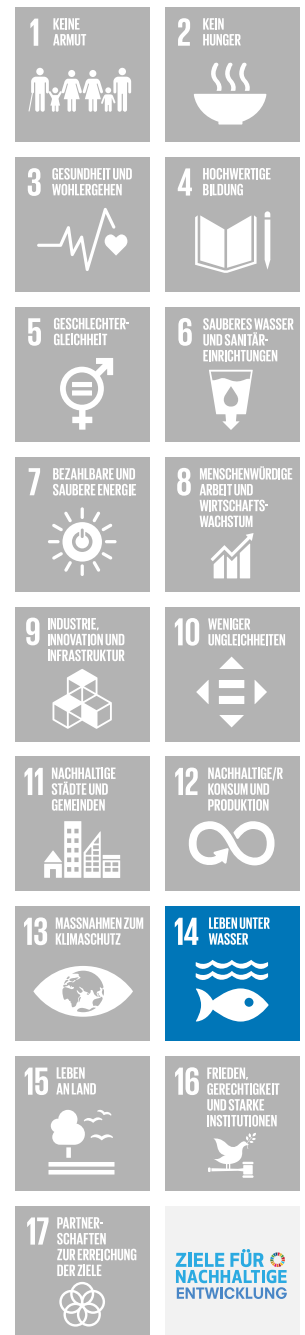 1 KEINE
ARMUT
2 KEIN
HUNGER
3 GESUNDHEIT UND
WOHLERGEHEN
4 HOCHWERTIGE
BILDUNG
5 GESCHLECHTER-
GLEICHHEIT
6 SAUBERES WASSER
UND SANITÄR-
EINRICHTUNGEN
7 BEZAHLBARE UND
SAUBERE ENERGIE
8 MENSCHENWÜRDIGE
ARBEIT UND
WIRTSCHAFTS-
WACHSTUM
9 INDUSTRIE,
INNOVATION UND
INFRASTRUKTUR
10 WENIGER
UNGLEICHHEITEN
11 NACHHALTIGE
STÄDTE UND
GEMEINDEN
12 NACHHALTIGE/R
KONSUM UND
PRODUKTION
13 MASSNAHMEN ZUM
KLIMASCHUTZ
14 LEBEN UNTER
WASSER
15 LEBEN
AN LAND
16 FRIEDEN,
GERECHTIGKEIT
UND STARKE
INSTITUTIONEN
17 PARTNER-
SCHAFTEN
ZUR ERREICHUNG
DER ZIELE
ZIELE FÜR
NACHHALTIGE
ENTWICKLUNG